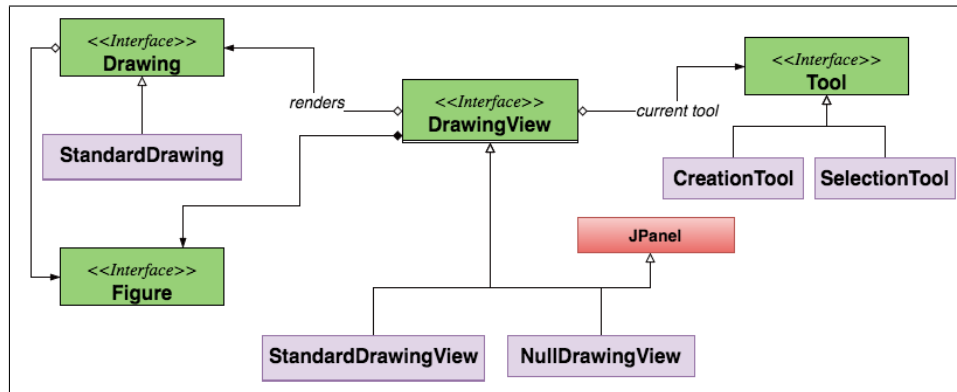 <<Interface>>
Drawing
StandardDrawing
<<Interface>>
Figure
renders
<<Interface>>
DrawingView
current tool
<<Interface>>
Tool
CreationTool
SelectionTool
JPanel
StandardDrawingView
NullDrawingView